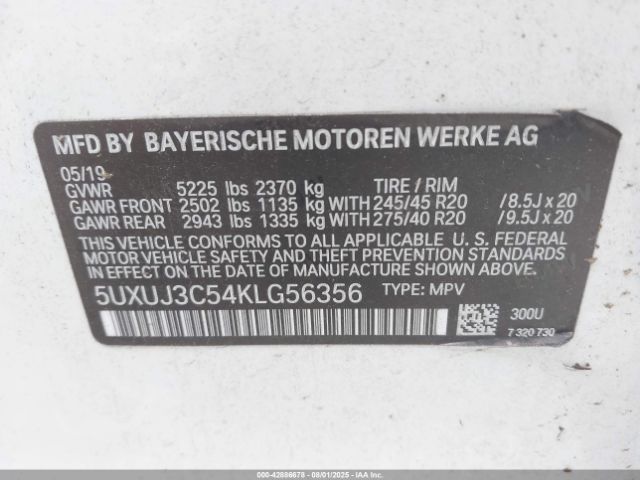 MFD BY BAYERISCHE MOTOREN WERKE AG
05/19
GVWR 5225 lbs 2370 kg TIRE / RIM
GAWR FRONT 2502 lbs 1135 kg WITH 245/45 R20 /8.5J x 20
GAWR REAR 2943 lbs 1335 kg WITH 275/40 R20 /9.5J x 20
THIS VEHICLE CONFORMS TO ALL APPLICABLE U. S. FEDERAL
MOTOR VEHICLE SAFETY AND THEFT PREVENTION STANDARDS
IN EFFECT ON THE DATE OF MANUFACTURE SHOWN ABOVE.
5UXUJ3C54KLG56356 TYPE: MPV
300U
7 320 730
000-42886678 | 08/01/2025 - IAA Inc.